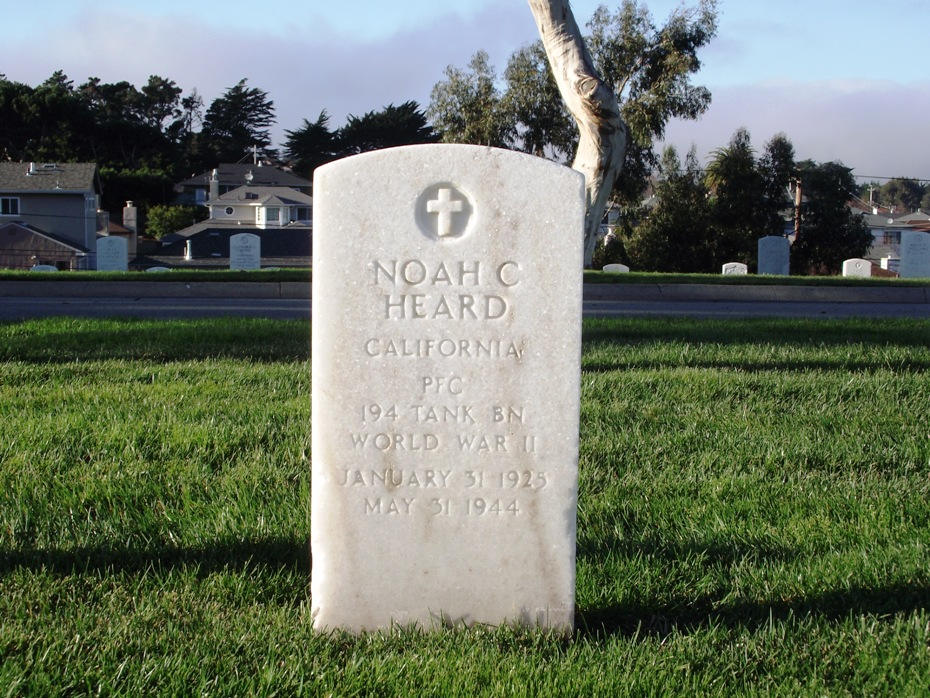 NOAH C
HEARD
CALIFORNIA
PFC
194 TANK BN
WORLD WAR II
JANUARY 31 1925
MAY 31 1944